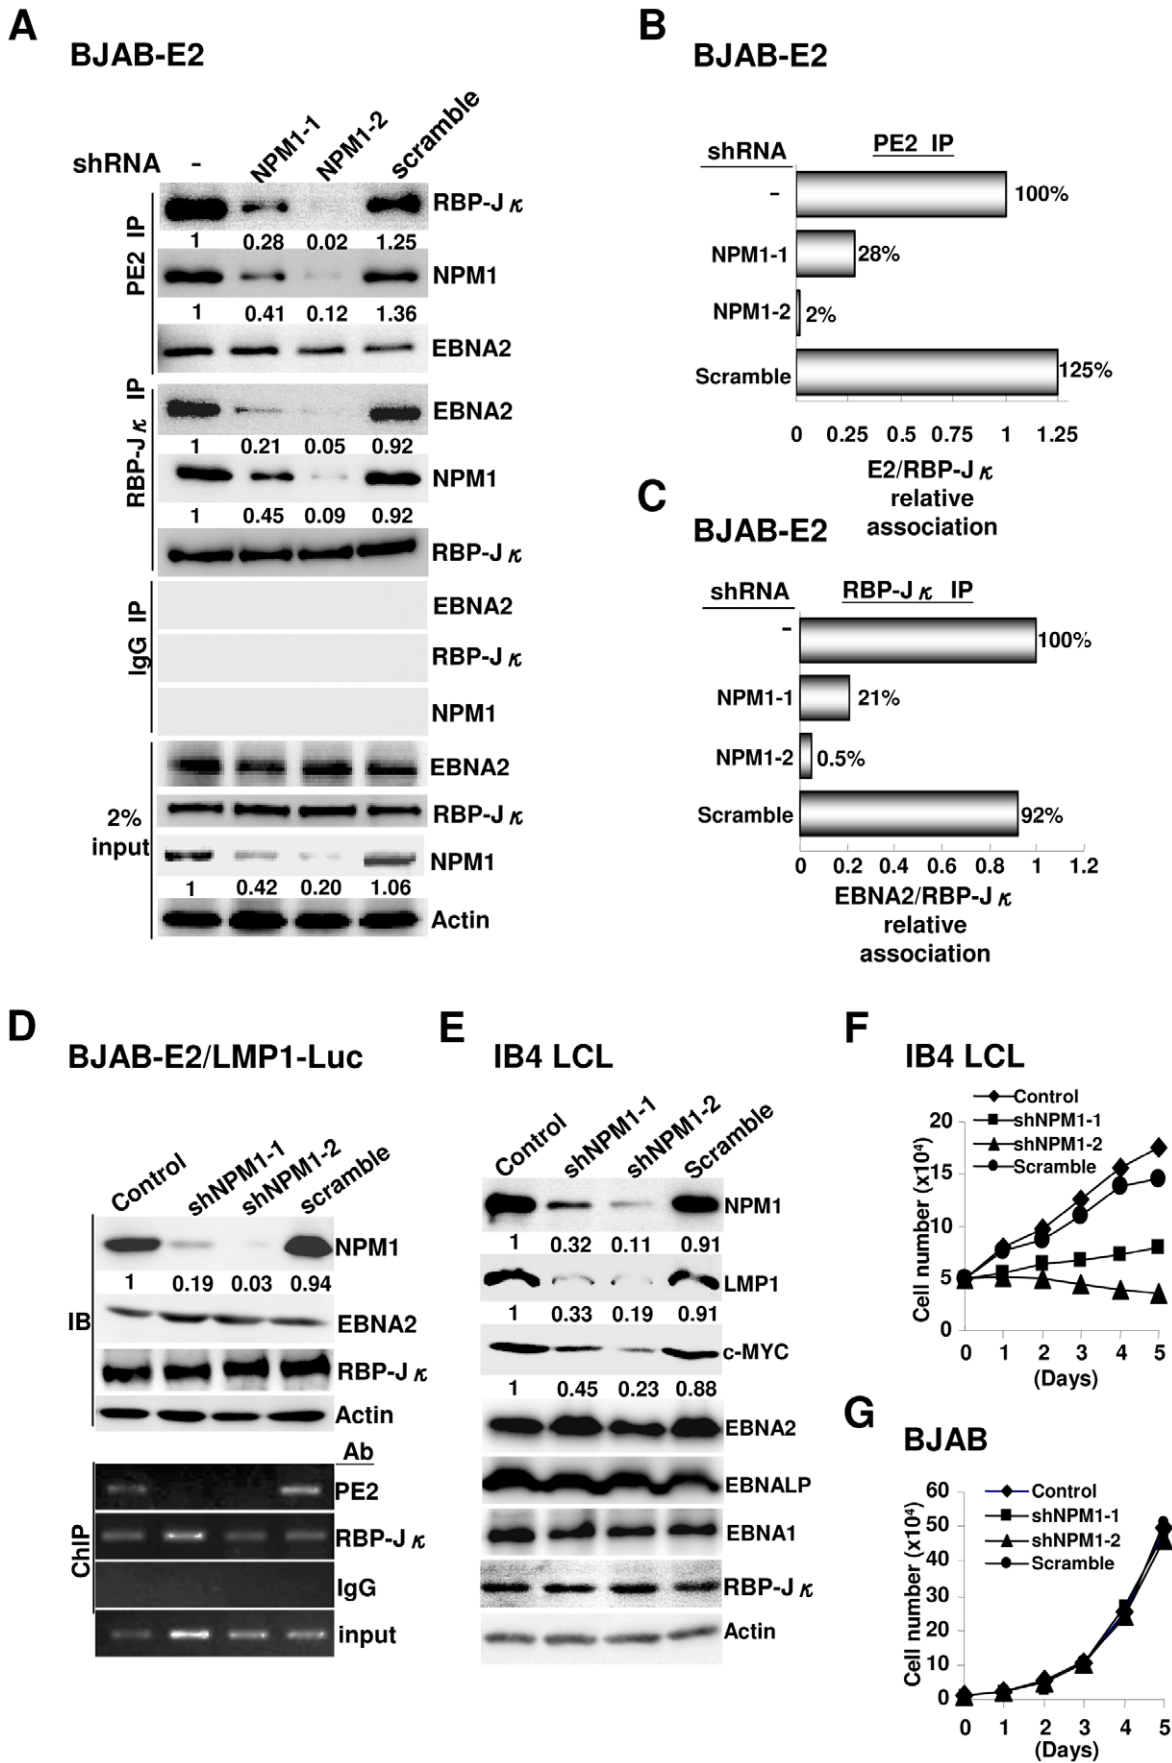 A
BJAB-E2
shRNA - NPM1-1 NPM1-2 scramble
PE2 IP
RBP-Jκ
1 0.28 0.02 1.25
NPM1
1 0.41 0.12 1.36
EBNA2
RBP-Jκ IP
EBNA2
1 0.21 0.05 0.92
NPM1
1 0.45 0.09 0.92
RBP-Jκ
IgG IP
EBNA2
RBP-Jκ
NPM1
2%
input
EBNA2
RBP-Jκ
NPM1
1 0.42 0.20 1.06
Actin
B
BJAB-E2
shRNA PE2 IP
- 100%
NPM1-1 28%
NPM1-2 2%
Scramble 125%
0 0.25 0.5 0.75 1 1.25
E2/RBP-Jκ
relative
association
C
BJAB-E2
shRNA RBP-Jκ IP
- 100%
NPM1-1 21%
NPM1-2 0.5%
Scramble 92%
0 0.2 0.4 0.6 0.8 1 1.2
EBNA2/RBP-Jκ
relative
association
D
BJAB-E2/LMP1-Luc
Control shNPM1-1 shNPM1-2 scramble
IB
NPM1
1 0.19 0.03 0.94
EBNA2
RBP-Jκ
Actin
Ab
ChIP
PE2
RBP-Jκ
IgG
input
E
IB4 LCL
Control shNPM1-1 shNPM1-2 Scramble
NPM1
1 0.32 0.11 0.91
LMP1
1 0.33 0.19 0.91
c-MYC
1 0.45 0.23 0.88
EBNA2
EBNALP
EBNA1
RBP-Jκ
Actin
F
IB4 LCL
Control
shNPM1-1
shNPM1-2
Scramble
Cell number (x10⁴)
20
15
10
5
0
0 1 2 3 4 5
(Days)
G
BJAB
Control
shNPM1-1
shNPM1-2
Scramble
Cell number (x10⁴)
60
50
40
30
20
10
0
0 1 2 3 4 5
(Days)